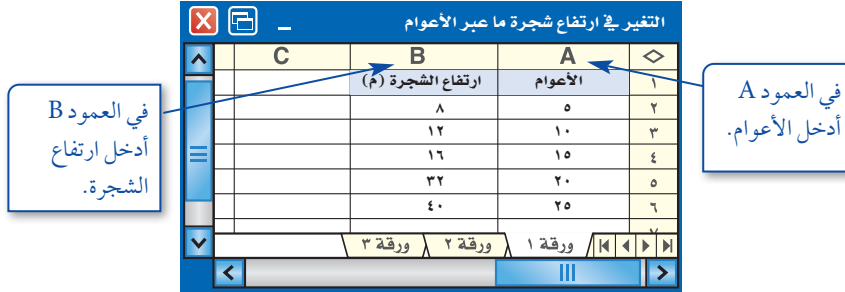 التغير في ارتفاع شجرة ما عبر الأعوام
A B C
١ الأعوام ارتفاع الشجرة (م)
٢ ٥ ٨
٣ ١٠ ١٢
٤ ١٥ ١٦
٥ ٢٠ ٣٢
٦ ٢٥ ٤٠
٧
ورقة ١ ورقة ٢ ورقة ٣
في العمود A
أدخل الأعوام.
في العمود B
أدخل ارتفاع
الشجرة.